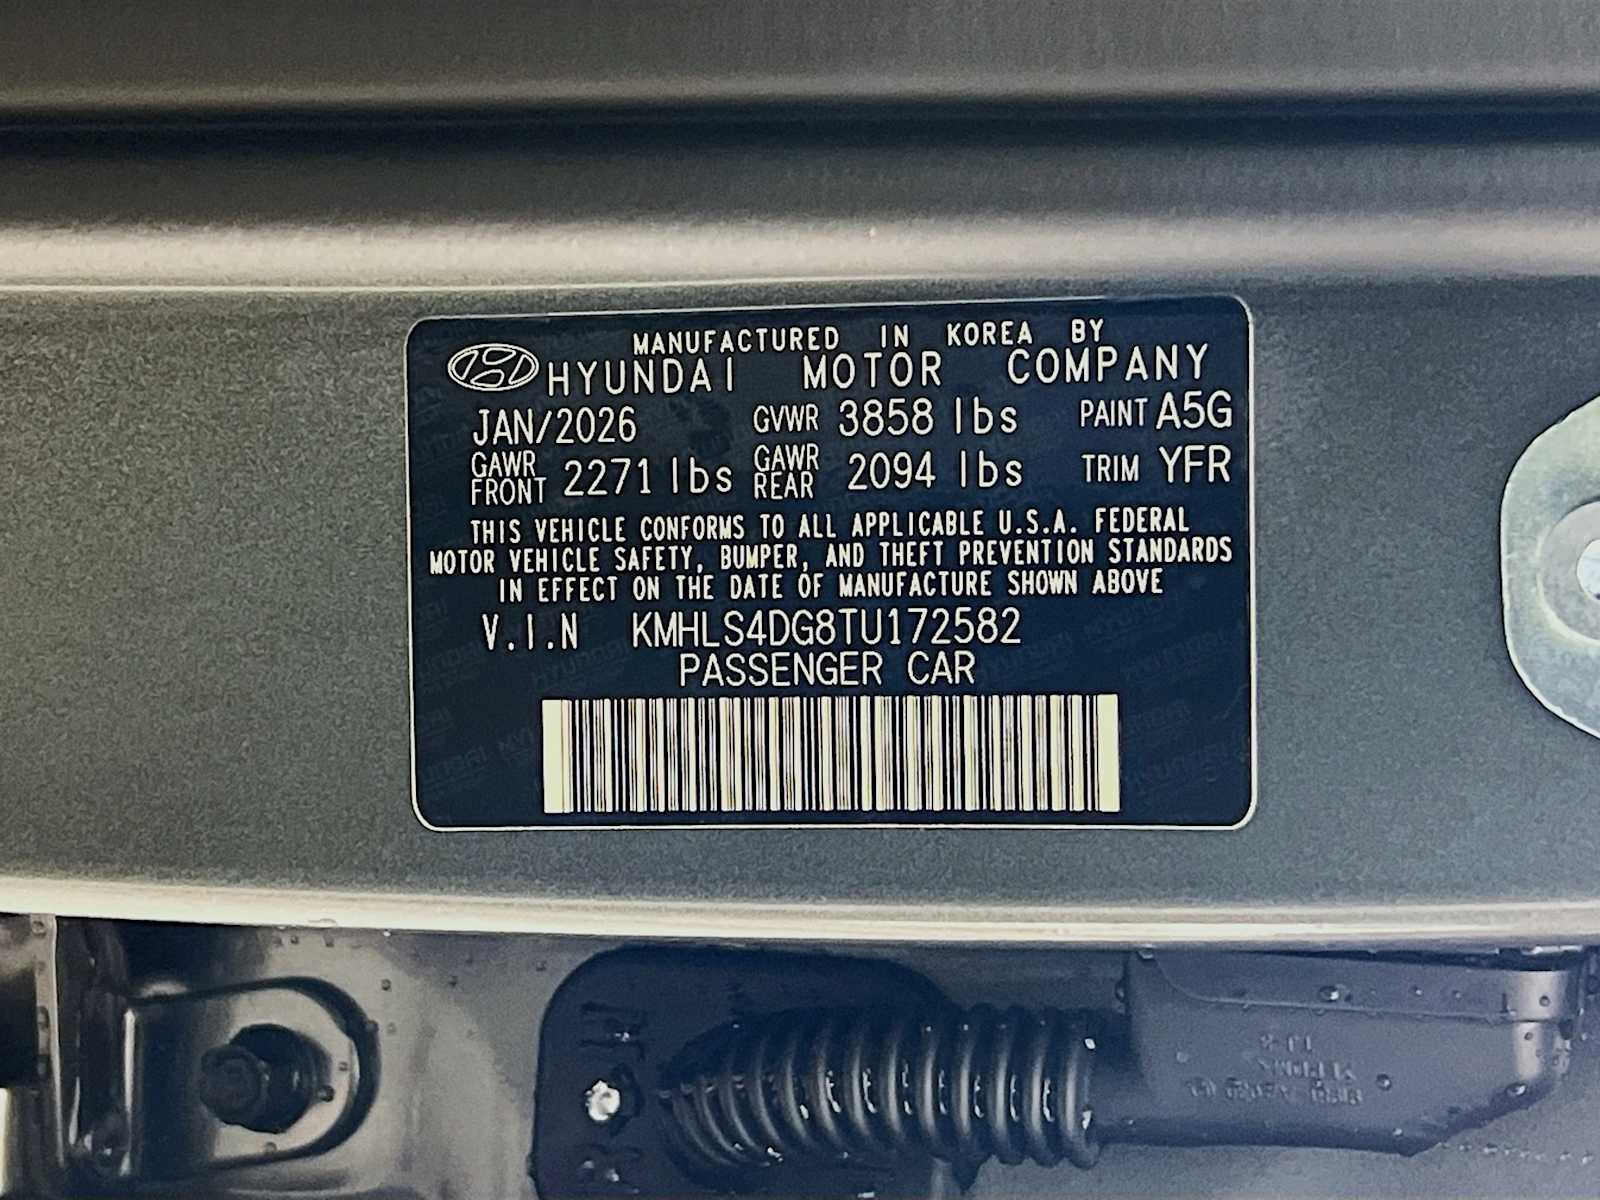 MANUFACTURED IN KOREA BY
HYUNDAI MOTOR COMPANY
JAN/2026 GVWR 3858 lbs PAINT A5G
GAWR FRONT 2271 lbs GAWR REAR 2094 lbs TRIM YFR
THIS VEHICLE CONFORMS TO ALL APPLICABLE U.S.A. FEDERAL
MOTOR VEHICLE SAFETY, BUMPER, AND THEFT PREVENTION STANDARDS
IN EFFECT ON THE DATE OF MANUFACTURE SHOWN ABOVE
V.I.N KMHLS4DG8TU172582
PASSENGER CAR